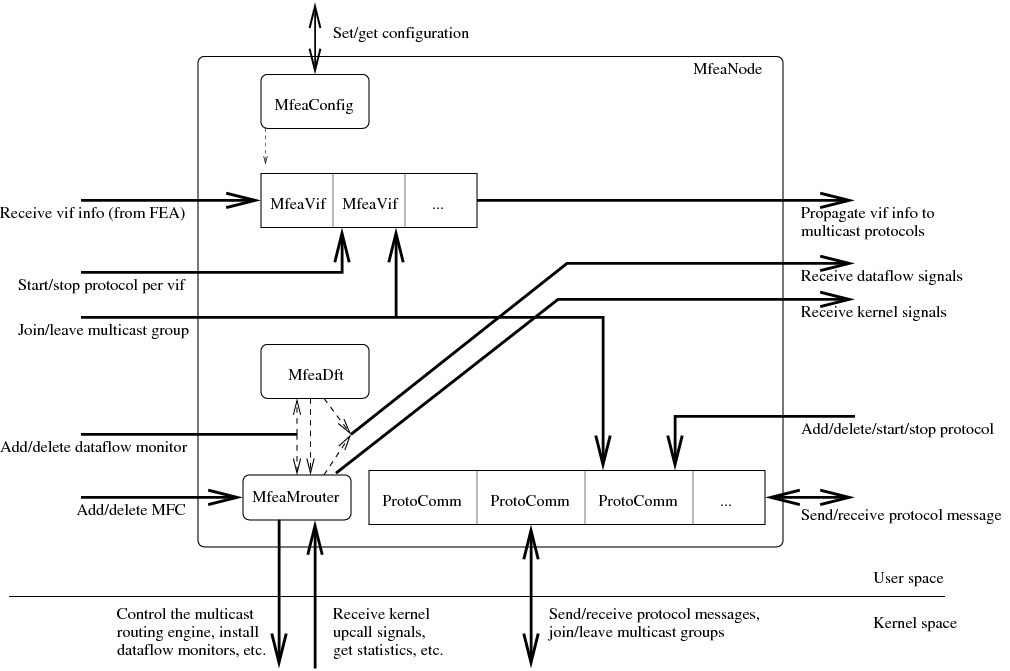 Set/get configuration
MfeaNode
MfeaConfig
MfeaVif
MfeaVif
...
Receive vif info (from FEA)
Propagate vif info to
multicast protocols
Start/stop protocol per vif
Receive dataflow signals
Receive kernel signals
Join/leave multicast group
MfeaDft
Add/delete dataflow monitor
Add/delete/start/stop protocol
MfeaMrouter
ProtoComm
ProtoComm
ProtoComm
...
Add/delete MFC
Send/receive protocol message
User space
Kernel space
Control the multicast
routing engine, install
dataflow monitors, etc.
Receive kernel
upcall signals,
get statistics, etc.
Send/receive protocol messages,
join/leave multicast groups